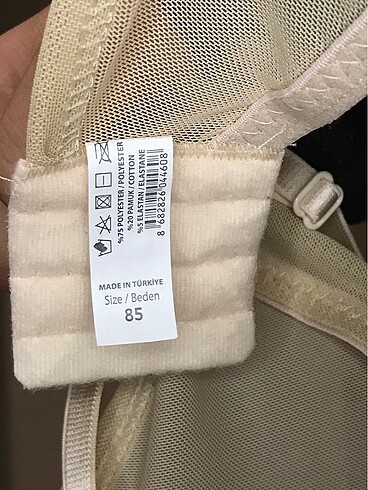 %75 POLYESTER / POLYESTER
%20 PAMUK / COTTON
%5 ELASTAN / ELASTANE
8 682826 044608
MADE IN TÜRKİYE
Size / Beden
85